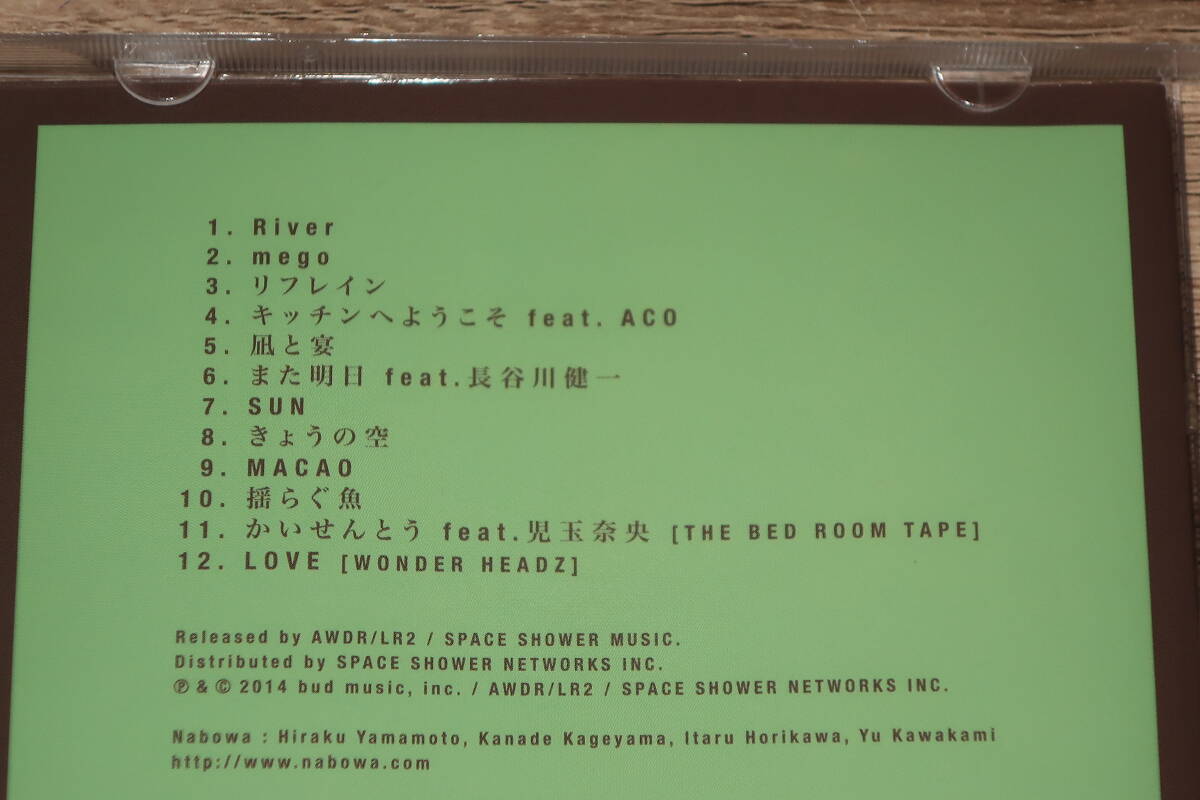 1. River
2. mego
3. リフレイン
4. キッチンへようこそ feat. ACO
5. 凪と宴
6. また明日 feat.長谷川健一
7. SUN
8. きょうの空
9. MACAO
10. 揺らぐ魚
11. かいせんとう feat.児玉奈央 [THE BED ROOM TAPE]
12. LOVE [WONDER HEADZ]
Released by AWDR/LR2 / SPACE SHOWER MUSIC.
Distributed by SPACE SHOWER NETWORKS INC.
℗ & © 2014 bud music, inc. / AWDR/LR2 / SPACE SHOWER NETWORKS INC.
Nabowa : Hiraku Yamamoto, Kanade Kageyama, Itaru Horikawa, Yu Kawakami
http://www.nabowa.com